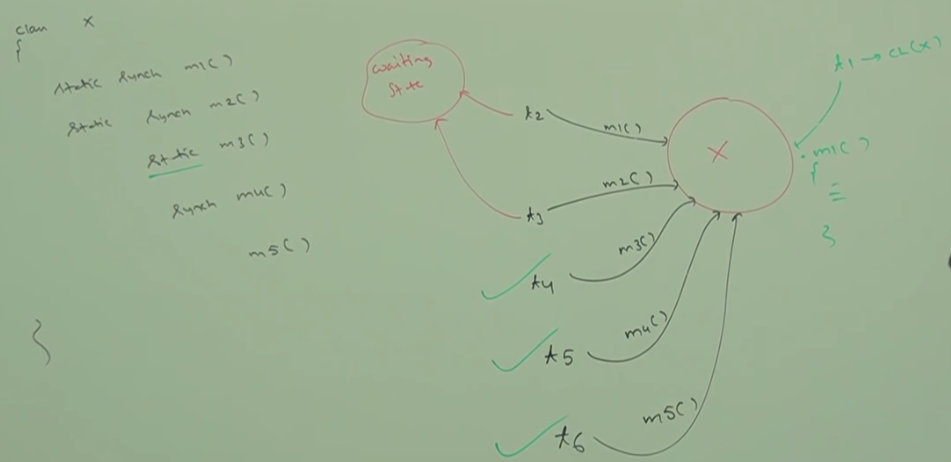 class X
{
static synch m1()
static synch m2()
static m3()
synch m4()
m5()
}
waiting
state
t2
m1()
t3
m2()
t4
m3()
t5
m4()
t6
m5()
X
t1 → CL(X)
m1()
{
}